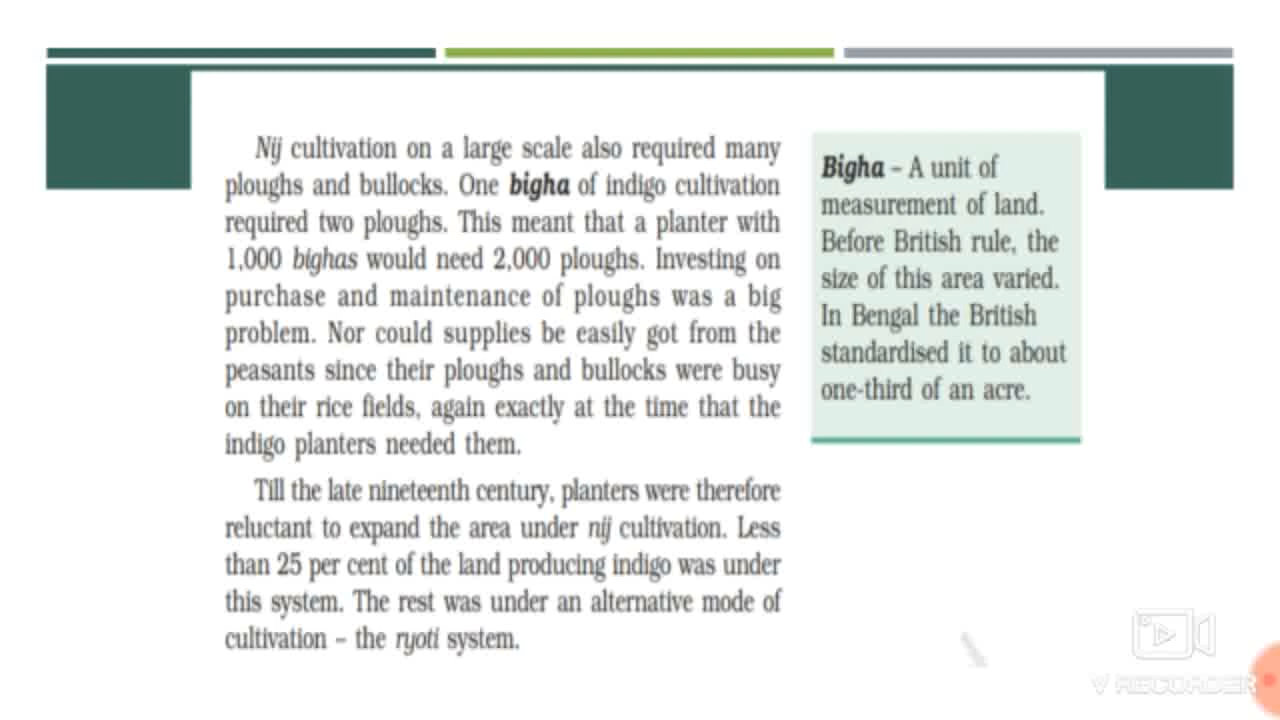 Nij cultivation on a large scale also required many
ploughs and bullocks. One bigha of indigo cultivation
required two ploughs. This meant that a planter with
1,000 bighas would need 2,000 ploughs. Investing on
purchase and maintenance of ploughs was a big
problem. Nor could supplies be easily got from the
peasants since their ploughs and bullocks were busy
on their rice fields, again exactly at the time that the
indigo planters needed them.
Till the late nineteenth century, planters were therefore
reluctant to expand the area under nij cultivation. Less
than 25 per cent of the land producing indigo was under
this system. The rest was under an alternative mode of
cultivation – the ryoti system.
Bigha – A unit of
measurement of land.
Before British rule, the
size of this area varied.
In Bengal the British
standardised it to about
one-third of an acre.
V RECORDER